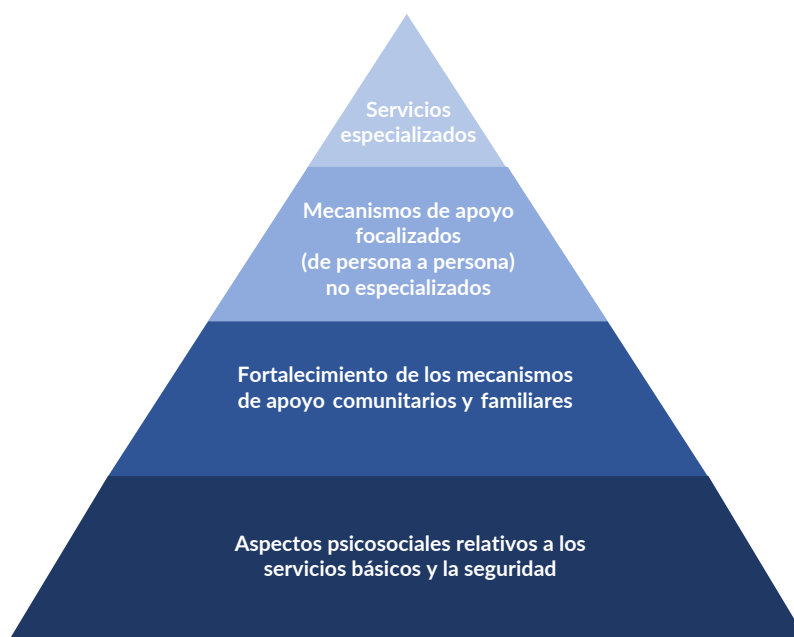 Servicios
especializados
Mecanismos de apoyo
focalizados
(de persona a persona)
no especializados
Fortalecimiento de los mecanismos
de apoyo comunitarios y familiares
Aspectos psicosociales relativos a los
servicios básicos y la seguridad